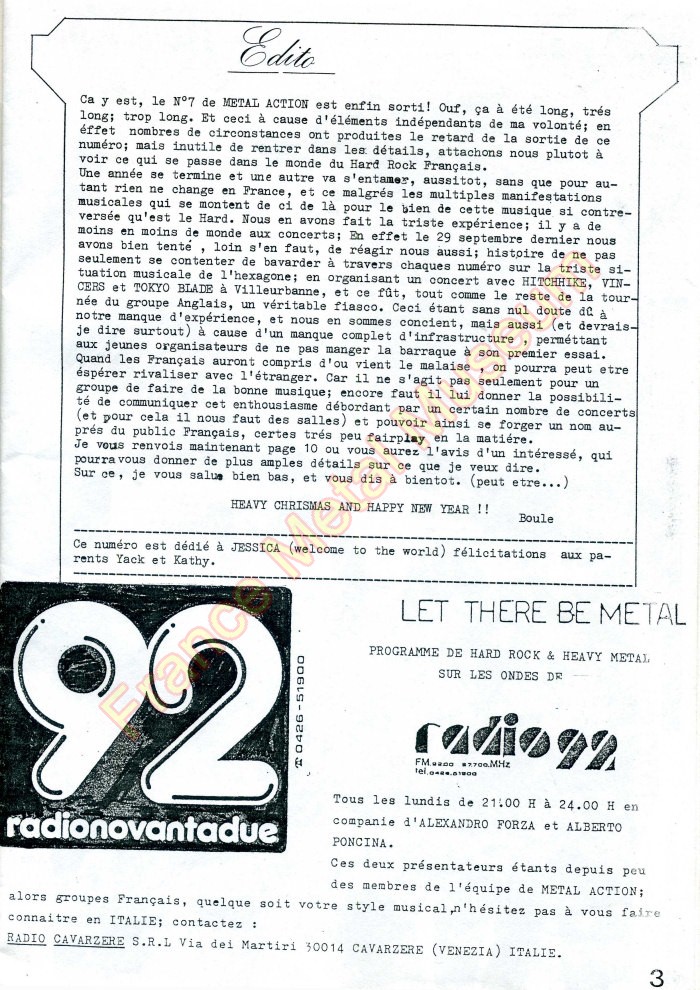 Edito
Ca y est, le N°7 de METAL ACTION est enfin sorti! Ouf, ça à été long, trés
long; trop long. Et ceci à cause d'éléments indépendants de ma volonté; en
éffet nombres de circonstances ont produites le retard de la sortie de ce
numéro; mais inutile de rentrer dans les détails, attachons nous plutot à
voir ce qui se passe dans le monde du Hard Rock Français.
Une année se termine et une autre va s'entamer, aussitot, sans que pour au-
tant rien ne change en France, et ce malgrés les multiples manifestations
musicales qui se montent de ci de là pour le bien de cette musique si contre-
versée qu'est le Hard. Nous en avons fait la triste expérience; il y a de
moins en moins de monde aux concerts; En effet le 29 septembre dernier nous
avons bien tenté , loin s'en faut, de réagir nous aussi; histoire de ne pas
seulement se contenter de bavarder à travers chaques numéro sur la triste si-
tuation musicale de l'hexagone; en organisant un concert avec HITCHHIKE, VIN-
CERS et TOKYO BLADE à Villeurbanne, et ce fût, tout comme le reste de la tour-
née du groupe Anglais, un véritable fiasco. Ceci étant sans nul doute dû à
notre manque d'expérience, et nous en sommes concient, mais aussi (et devrais-
je dire surtout) à cause d'un manque complet d'infrastructure , perméttant
aux jeunes organisateurs de ne pas manger la barraque à son premier essai.
Quand les Français auront compris d'ou vient le malaise , on pourra peut etre
éspérer rivaliser avec l'étranger. Car il ne s'agit pas seulement pour un
groupe de faire de la bonne musique; encore faut il lui donner la possibili-
té de communiquer cet enthousiasme débordant par un certain nombre de concerts
(et pour cela il nous faut des salles) et pouvoir ainsi se forger un nom au-
prés du public Français, certes trés peu fairplay en la matiére.
Je vous renvois maintenant page 10 ou vous aurez l'avis d'un intéressé, qui
pourra vous donner de plus amples détails sur ce que je veux dire.
Sur ce, je vous salue bien bas, et vous dis à bientot. (peut etre...)
HEAVY CHRISMAS AND HAPPY NEW YEAR !!
Boule
Ce numéro est dédié à JESSICA (welcome to the world) félicitations aux pa-
rents Yack et Kathy.
92
radionovantadue
0426-51900
LET THERE BE METAL
PROGRAMME DE HARD ROCK & HEAVY METAL
SUR LES ONDES DE
radio 92
FM.9200 97.700.MHz
tel.0426.51900
Tous les lundis de 21.00 H à 24.00 H en
companie d'ALEXANDRO FORZA et ALBERTO
PONCINA.
Ces deux présentateurs étants depuis peu
des membres de l'équipe de METAL ACTION;
alors groupes Français, quelque soit votre style musical,n'hésitez pas à vous faire
connaitre en ITALIE; contactez :
RADIO CAVARZERE S.R.L Via dei Martiri 30014 CAVARZERE (VENEZIA) ITALIE.
3
France Metal Museum